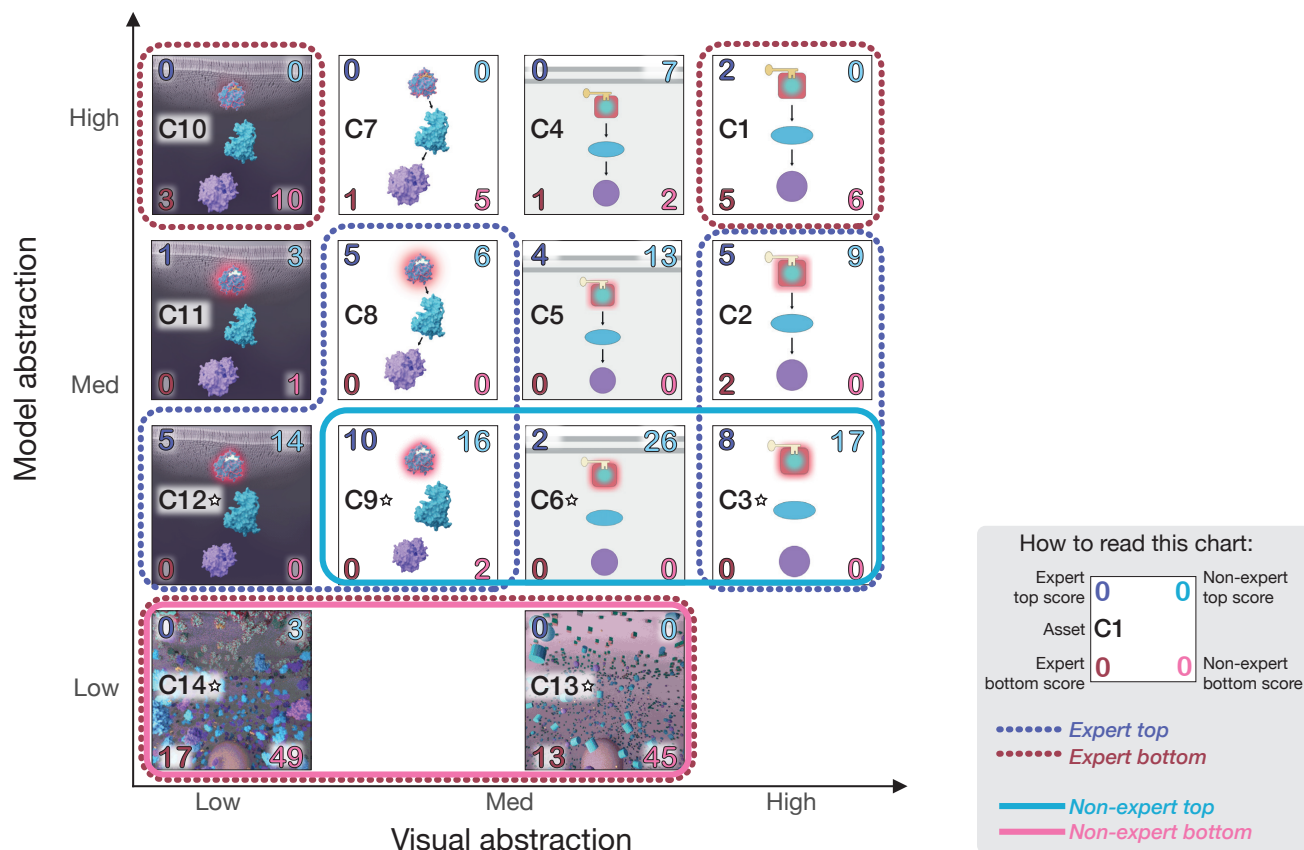 High
0 0 0 0 0 7 2 0
C10 C7 C4 C1
3 10 1 5 1 2 5 6
Model abstraction
Med
1 3 5 6 4 13 5 9
C11 C8 C5 C2
0 1 0 0 0 0 2 0
5 14 10 16 2 26 8 17
C12☆ C9☆ C6☆ C3☆
0 0 0 2 0 0 0 0
Low
0 3 0 0
C14☆ C13☆
17 49 13 45
Low Med High
Visual abstraction
How to read this chart:
Expert
top score
0 0
Non-expert
top score
Asset C1
Expert
bottom score
0 0
Non-expert
bottom score
Expert top
Expert bottom
Non-expert top
Non-expert bottom